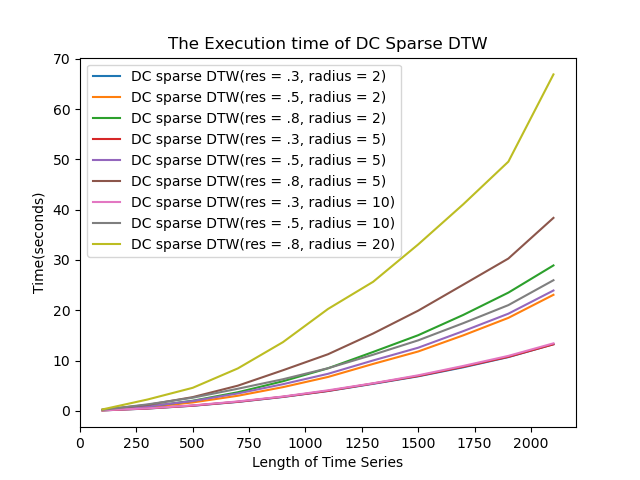 The Execution time of DC Sparse DTW
70
60
50
40
30
20
10
0
Time(seconds)
DC sparse DTW(res = .3, radius = 2)
DC sparse DTW(res = .5, radius = 2)
DC sparse DTW(res = .8, radius = 2)
DC sparse DTW(res = .3, radius = 5)
DC sparse DTW(res = .5, radius = 5)
DC sparse DTW(res = .8, radius = 5)
DC sparse DTW(res = .3, radius = 10)
DC sparse DTW(res = .5, radius = 10)
DC sparse DTW(res = .8, radius = 20)
0 250 500 750 1000 1250 1500 1750 2000
Length of Time Series